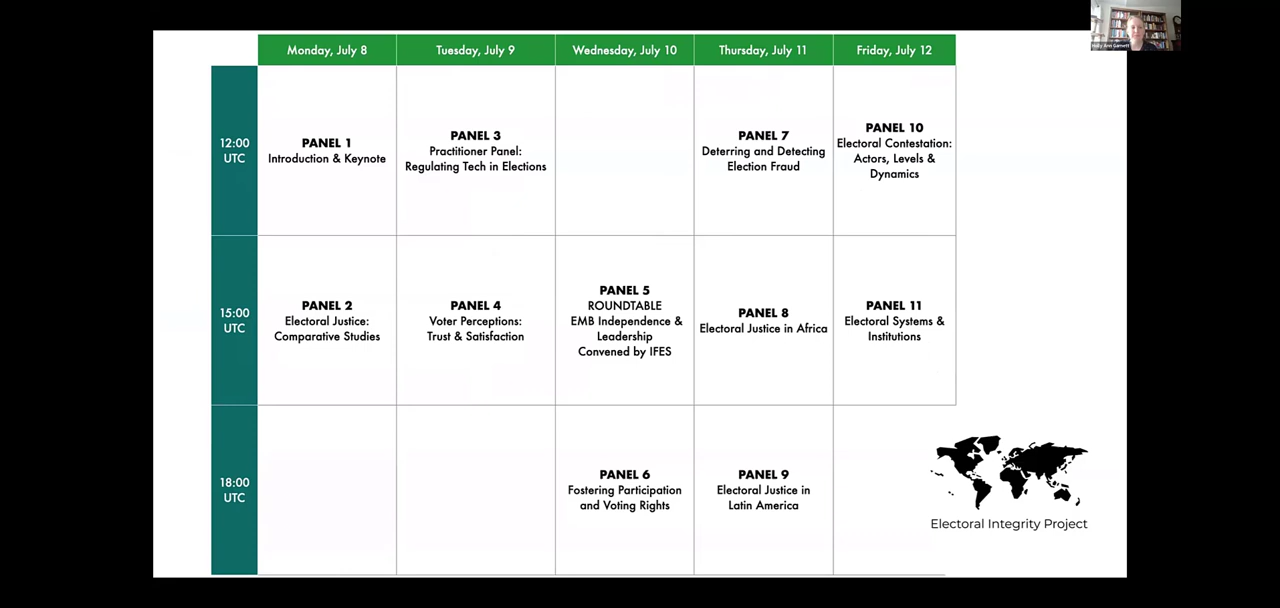 Monday, July 8
Tuesday, July 9
Wednesday, July 10
Thursday, July 11
Friday, July 12
12:00
UTC
PANEL 1
Introduction & Keynote
PANEL 3
Practitioner Panel:
Regulating Tech in Elections
PANEL 7
Deterring and Detecting
Election Fraud
PANEL 10
Electoral Contestation:
Actors, Levels &
Dynamics
15:00
UTC
PANEL 2
Electoral Justice:
Comparative Studies
PANEL 4
Voter Perceptions:
Trust & Satisfaction
PANEL 5
ROUNDTABLE
EMB Independence &
Leadership
Convened by IFES
PANEL 8
Electoral Justice in Africa
PANEL 11
Electoral Systems &
Institutions
18:00
UTC
PANEL 6
Fostering Participation
and Voting Rights
PANEL 9
Electoral Justice in
Latin America
Electoral Integrity Project
Holly Ann Garnett